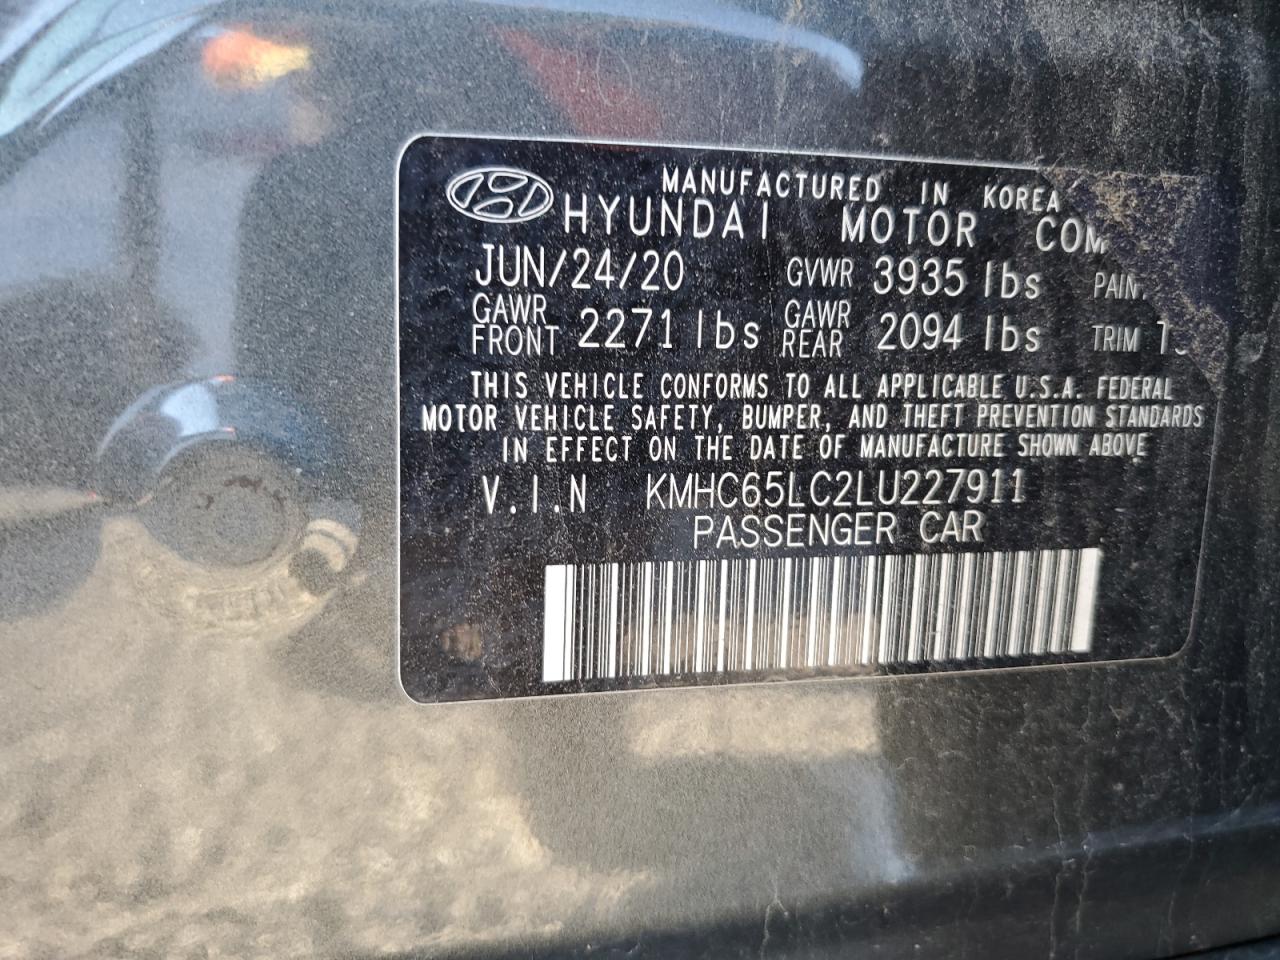 MANUFACTURED IN KOREA
HYUNDAI MOTOR
JUN/24/20 GVWR 3935 lbs
GAWR FRONT 2271 lbs GAWR REAR 2094 lbs TRIM
THIS VEHICLE CONFORMS TO ALL APPLICABLE U.S.A. FEDERAL
MOTOR VEHICLE SAFETY, BUMPER, AND THEFT PREVENTION STANDARDS
IN EFFECT ON THE DATE OF MANUFACTURE SHOWN ABOVE
V.I.N KMHC65LC2LU227911
PASSENGER CAR